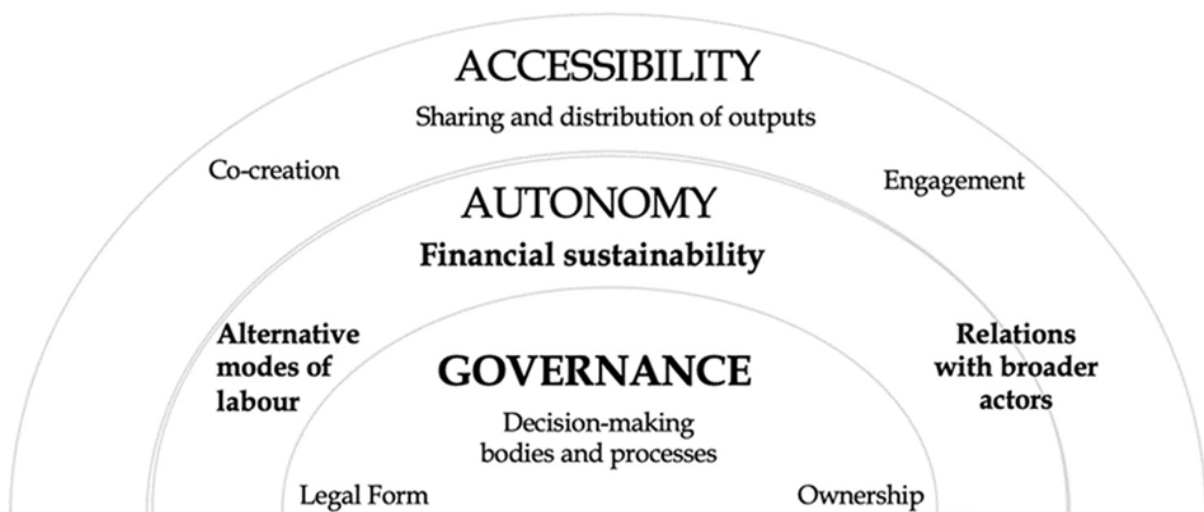 ACCESSIBILITY
Sharing and distribution of outputs
Co-creation
Engagement
AUTONOMY
Financial sustainability
Alternative
modes of
labour
Relations
with broader
actors
GOVERNANCE
Decision-making
bodies and processes
Legal Form
Ownership